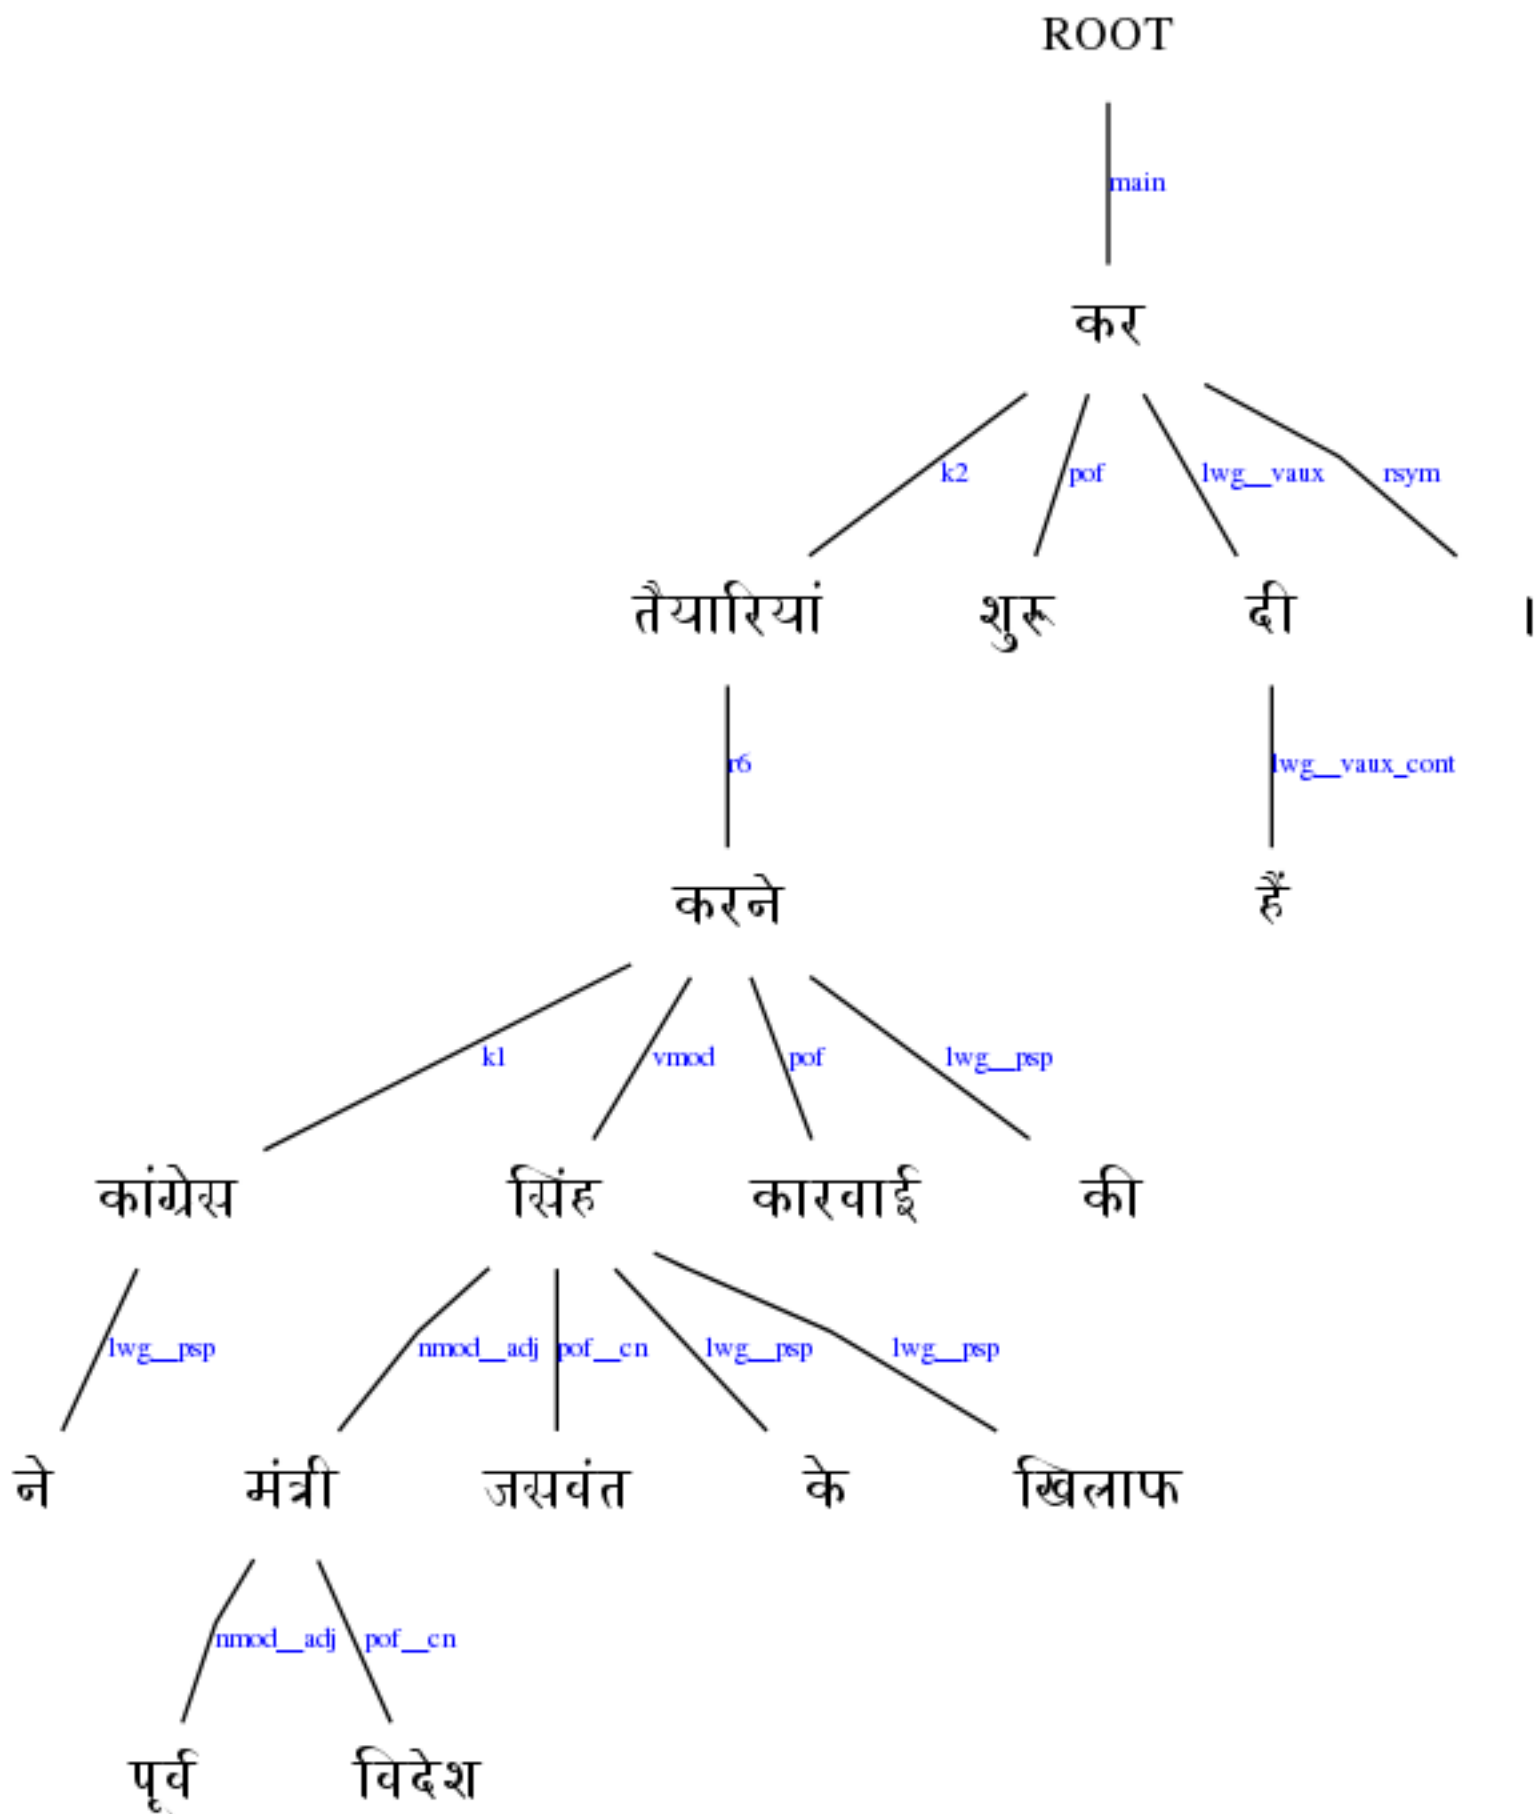 ROOT
main
कर
k2 pof lwg__vaux rsym
तैयारियां शुरू दी ।
r6 lwg__vaux_cont
करने हैं
k1 vmod pof lwg__psp
कांग्रेस सिंह कारवाई की
lwg__psp nmod__adj pof__cn lwg__psp lwg__psp
ने मंत्री जसवंत के खिलाफ
nmod__adj pof__cn
पूर्व विदेश